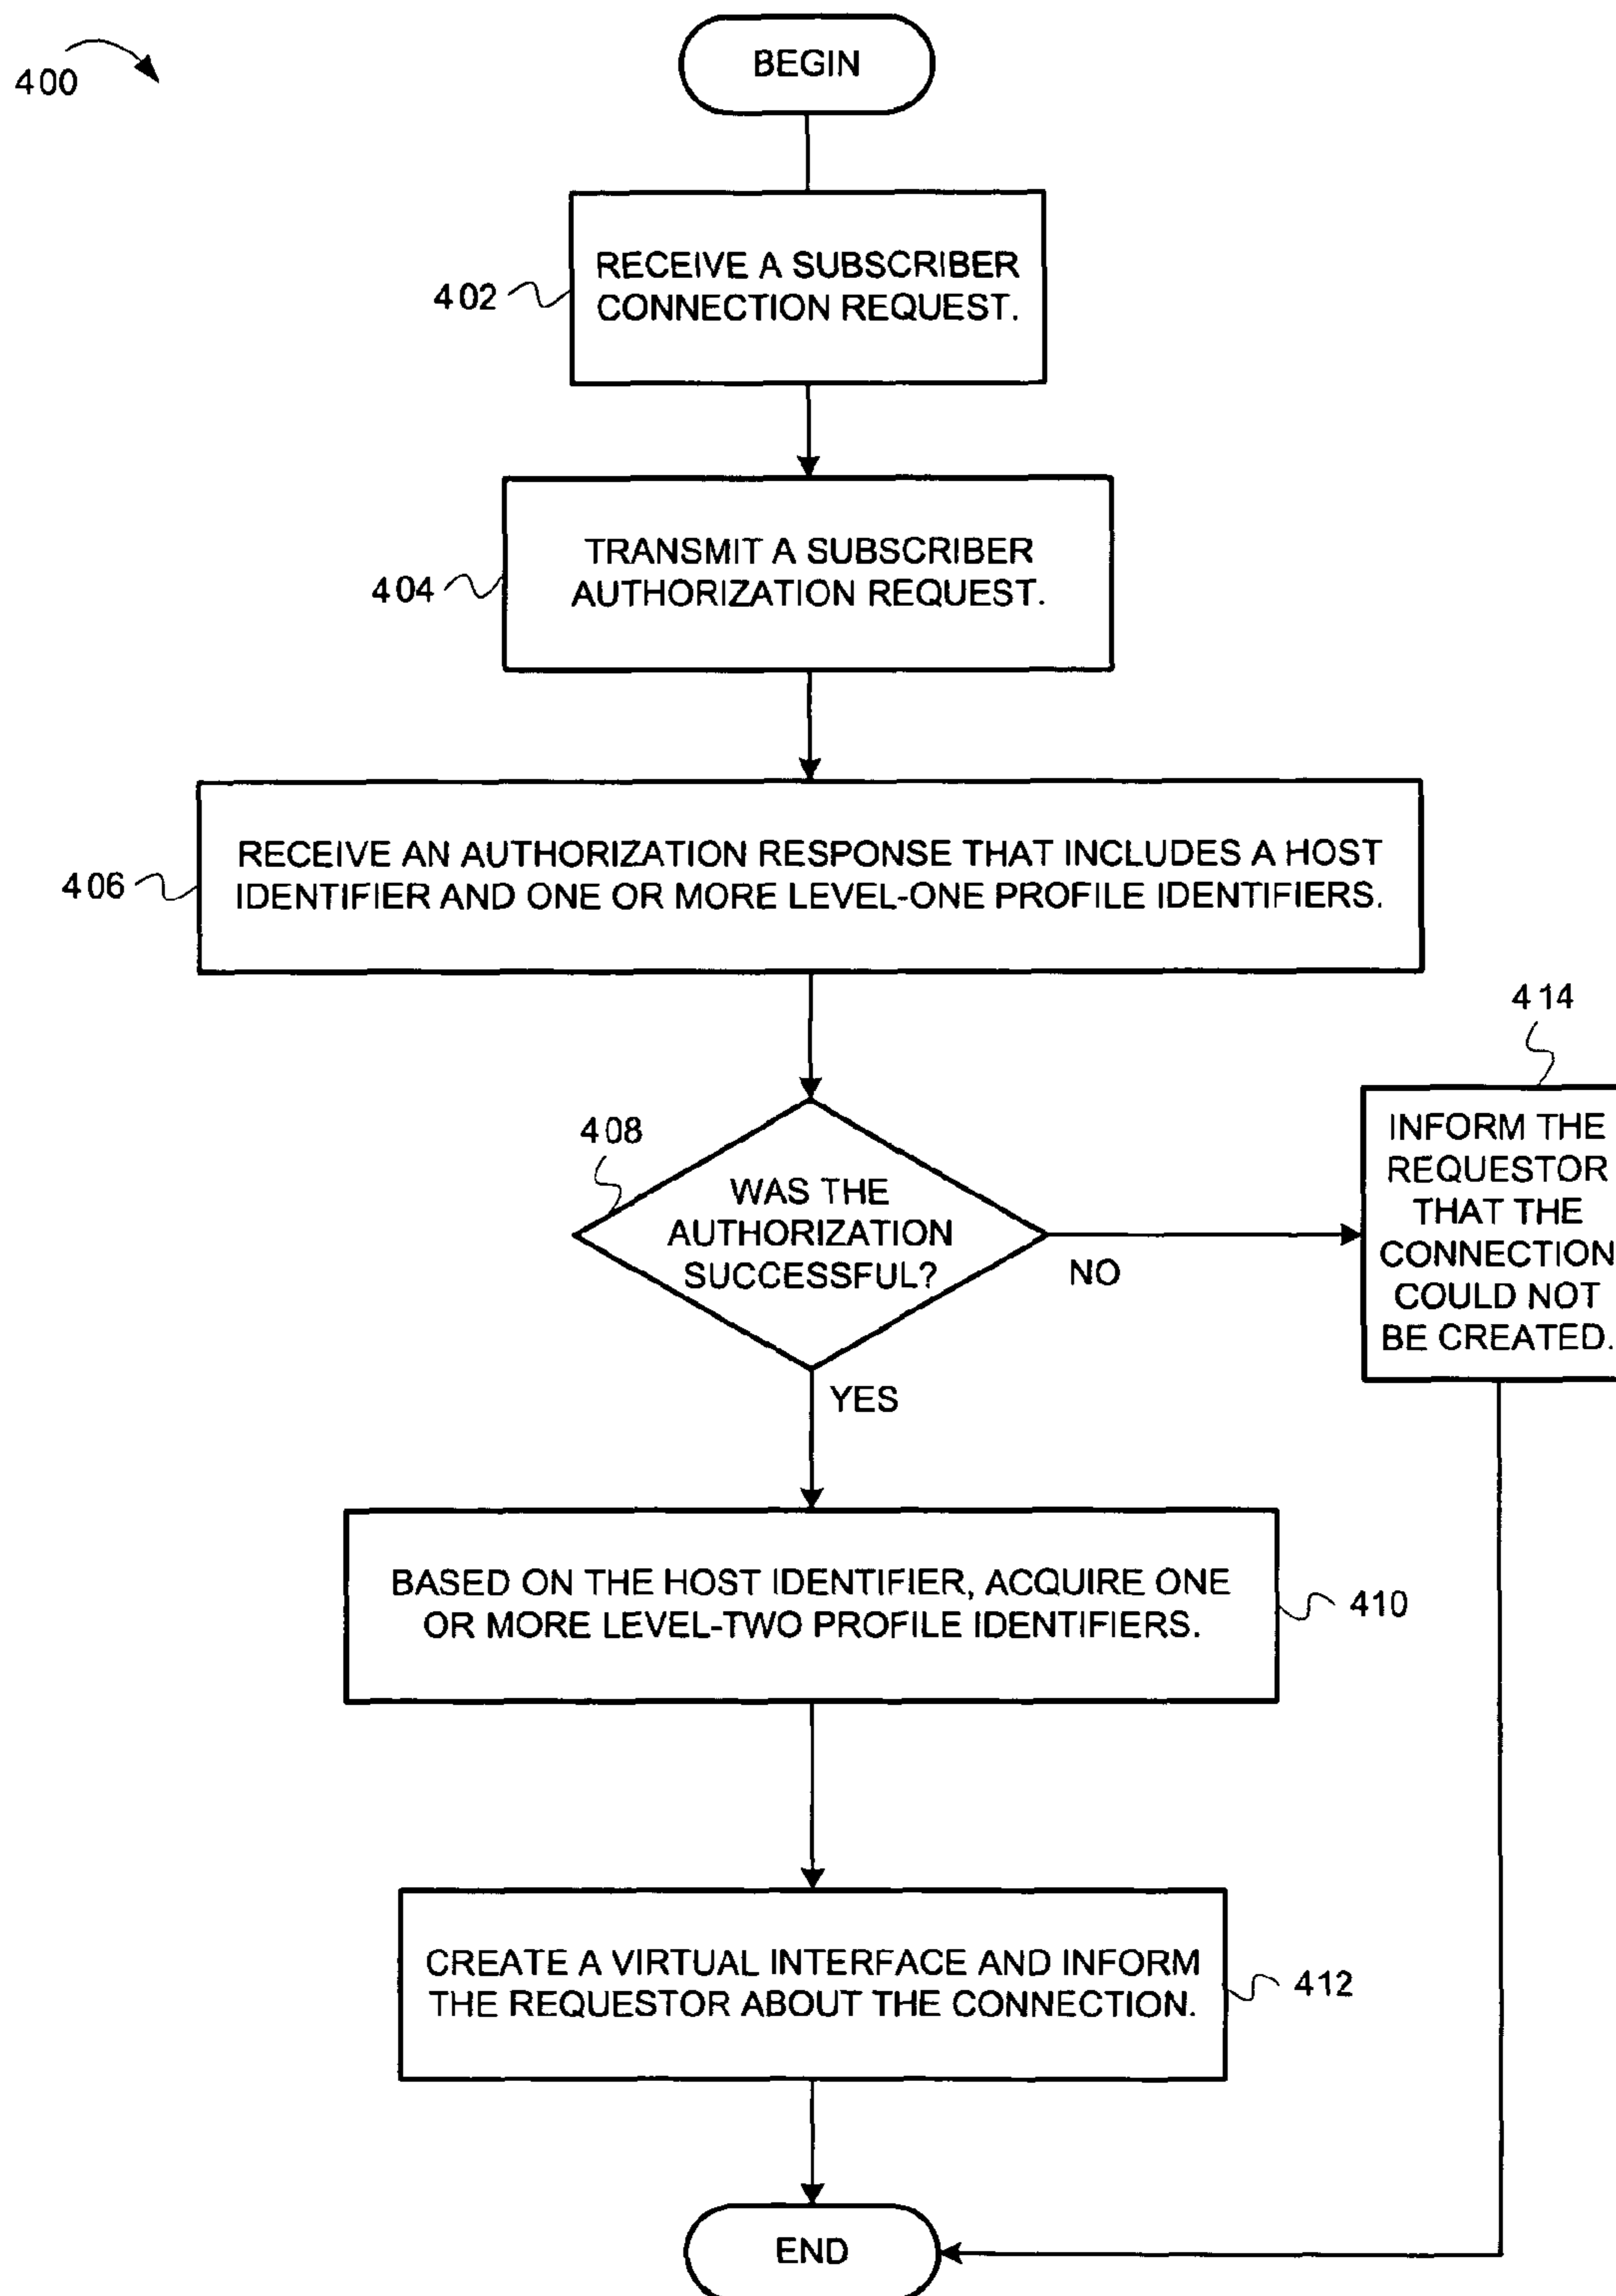 400
BEGIN
402
RECEIVE A SUBSCRIBER
CONNECTION REQUEST.
404
TRANSMIT A SUBSCRIBER
AUTHORIZATION REQUEST.
406
RECEIVE AN AUTHORIZATION RESPONSE THAT INCLUDES A HOST
IDENTIFIER AND ONE OR MORE LEVEL-ONE PROFILE IDENTIFIERS.
408
WAS THE
AUTHORIZATION
SUCCESSFUL?
NO
414
INFORM THE
REQUESTOR
THAT THE
CONNECTION
COULD NOT
BE CREATED.
YES
BASED ON THE HOST IDENTIFIER, ACQUIRE ONE
OR MORE LEVEL-TWO PROFILE IDENTIFIERS.
410
CREATE A VIRTUAL INTERFACE AND INFORM
THE REQUESTOR ABOUT THE CONNECTION.
412
END